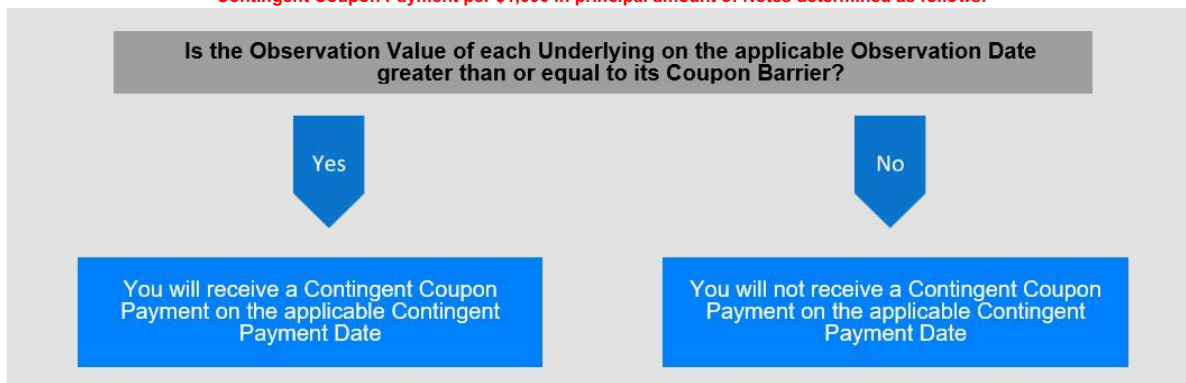 Contingent Coupon Payment per $1,000 in principal amount of Notes determined as follows:
Is the Observation Value of each Underlying on the applicable Observation Date
greater than or equal to its Coupon Barrier?
Yes
No
You will receive a Contingent Coupon
Payment on the applicable Contingent
Payment Date
You will not receive a Contingent Coupon
Payment on the applicable Contingent
Payment Date